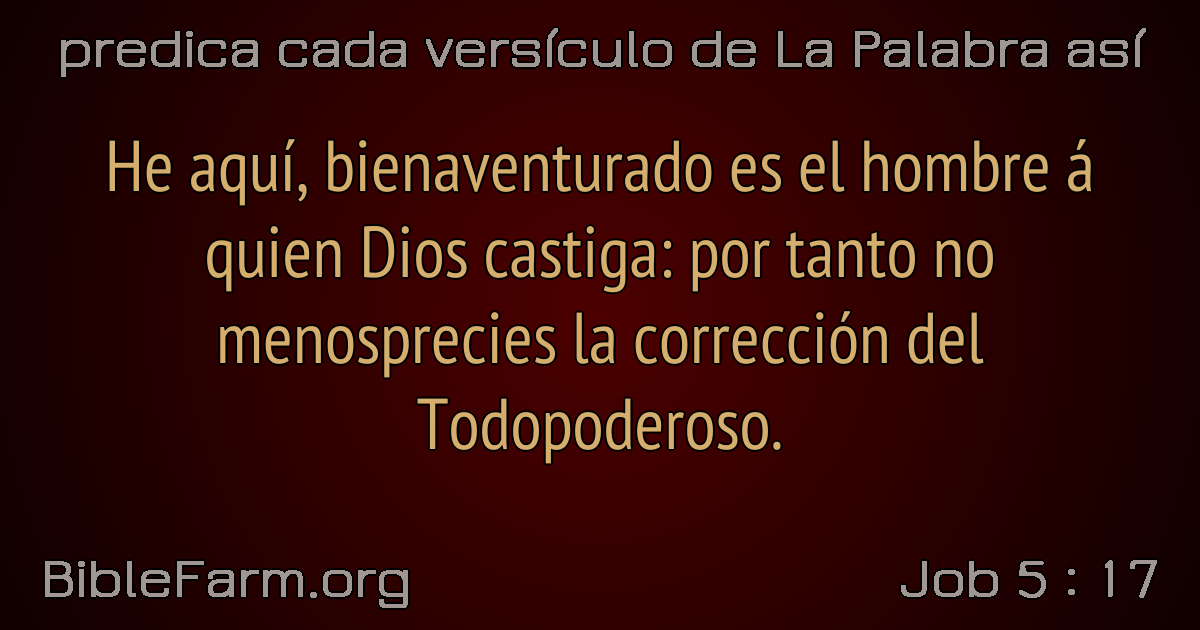 predica cada versículo de La Palabra así
He aquí, bienaventurado es el hombre á
quien Dios castiga: por tanto no
menosprecies la corrección del
Todopoderoso.
BibleFarm.org
Job 5 : 17